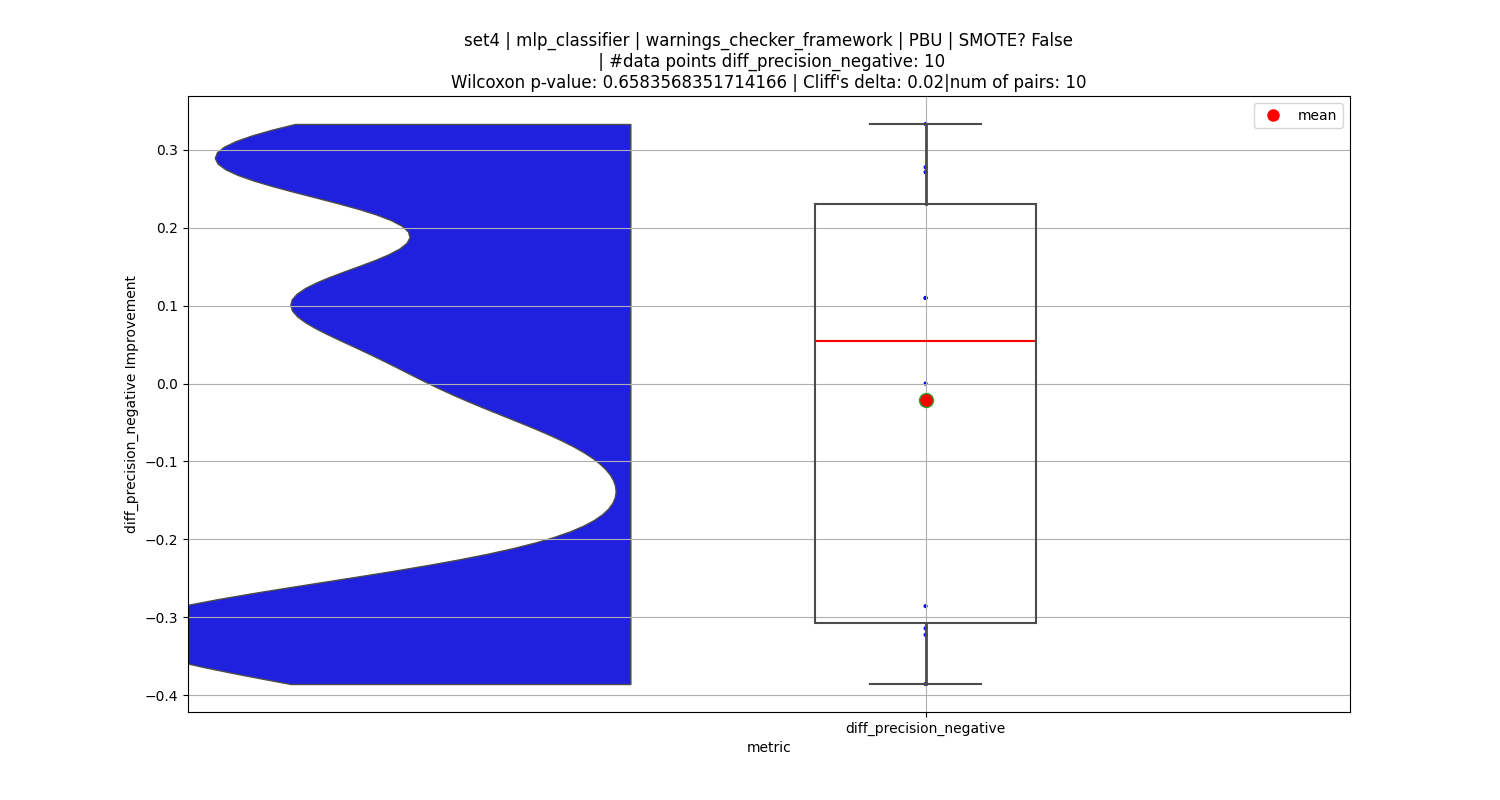 set4 | mlp_classifier | warnings_checker_framework | PBU | SMOTE? False
| #data points diff_precision_negative: 10
Wilcoxon p-value: 0.6583568351714166 | Cliff's delta: 0.02|num of pairs: 10
mean
0.3
0.2
0.1
0.0
−0.1
−0.2
−0.3
−0.4
diff_precision_negative Improvement
diff_precision_negative
metric